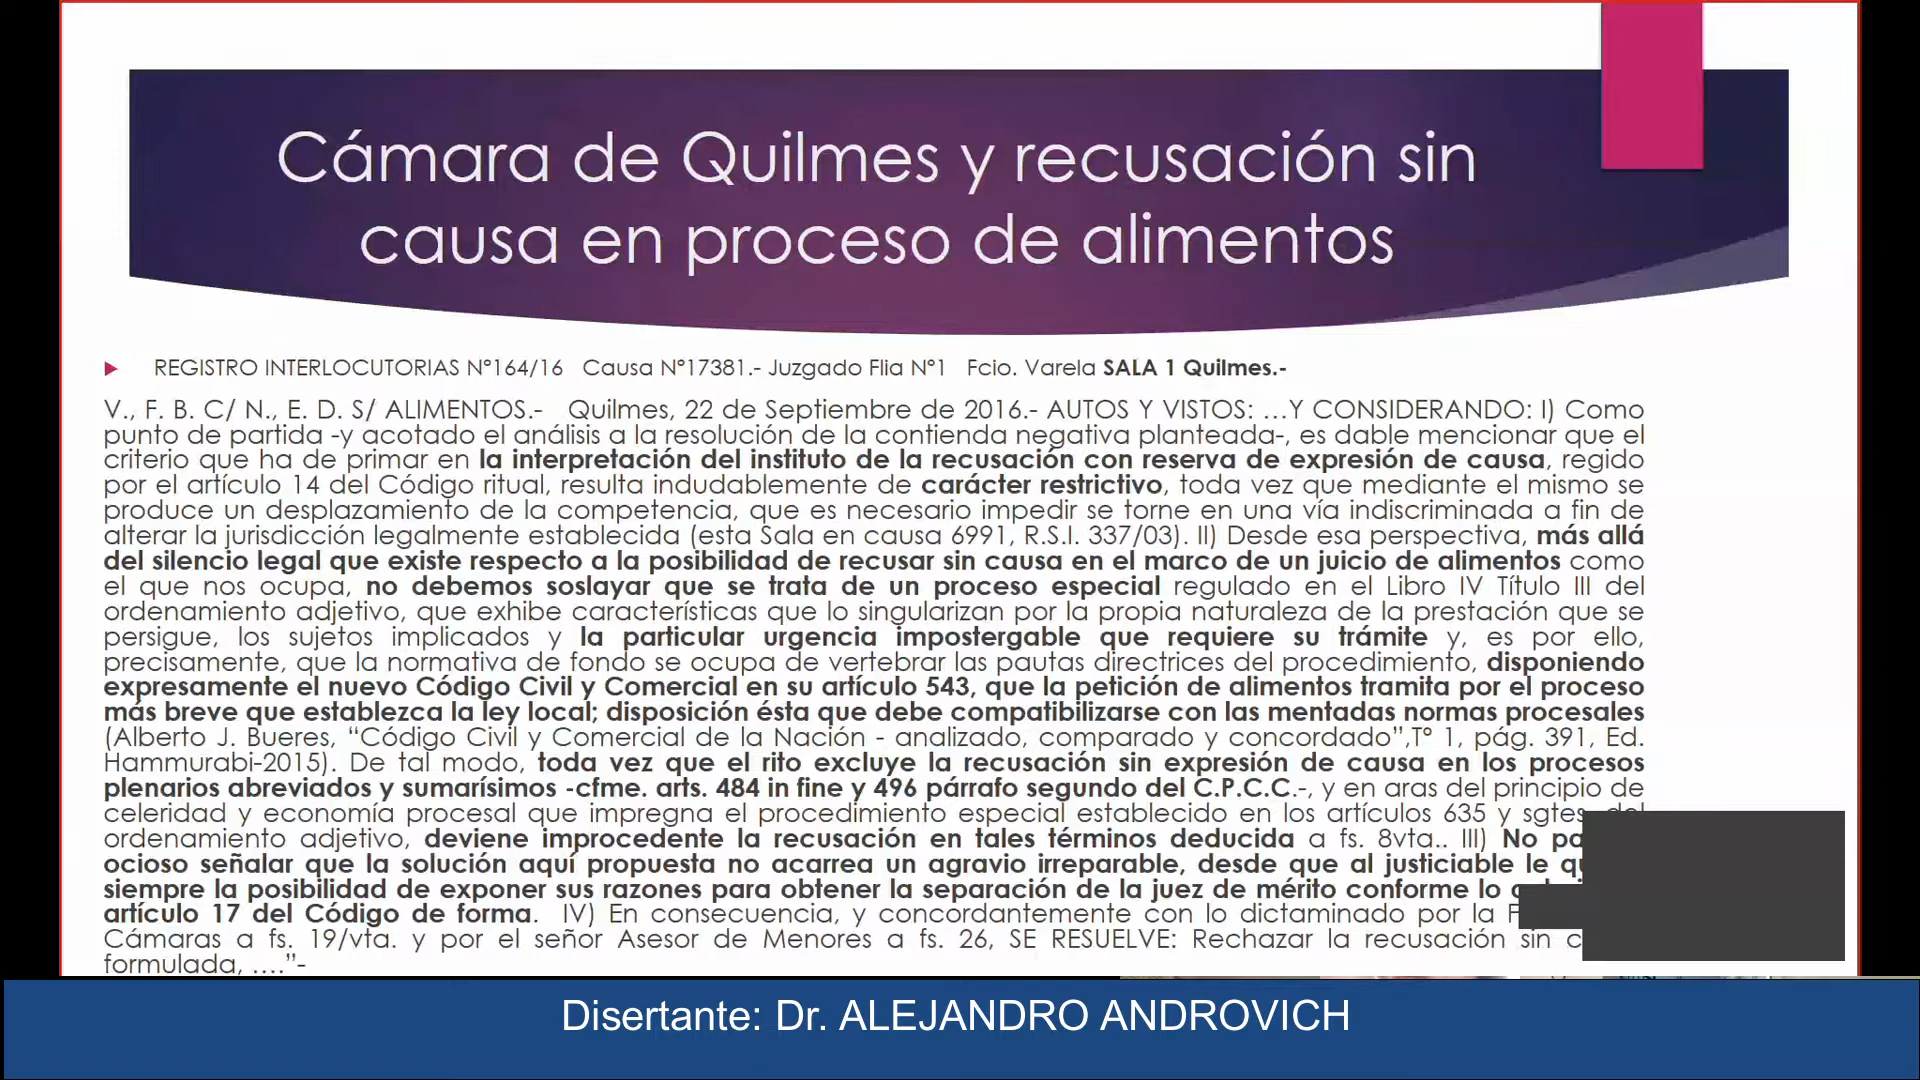 Cámara de Quilmes y recusación sin
causa en proceso de alimentos
REGISTRO INTERLOCUTORIAS N°164/16 Causa N°17381.- Juzgado Flia N°1 Fcio. Varela SALA 1 Quilmes.-
V., F. B. C/ N., E. D. S/ ALIMENTOS.- Quilmes, 22 de Septiembre de 2016.- AUTOS Y VISTOS: …Y CONSIDERANDO: I) Como
punto de partida -y acotado el análisis a la resolución de la contienda negativa planteada-, es dable mencionar que el
criterio que ha de primar en la interpretación del instituto de la recusación con reserva de expresión de causa, regido
por el artículo 14 del Código ritual, resulta indudablemente de carácter restrictivo, toda vez que mediante el mismo se
produce un desplazamiento de la competencia, que es necesario impedir se torne en una vía indiscriminada a fin de
alterar la jurisdicción legalmente establecida (esta Sala en causa 6991, R.S.I. 337/03). II) Desde esa perspectiva, más allá
del silencio legal que existe respecto a la posibilidad de recusar sin causa en el marco de un juicio de alimentos como
el que nos ocupa, no debemos soslayar que se trata de un proceso especial regulado en el Libro IV Título III del
ordenamiento adjetivo, que exhibe características que lo singularizan por la propia naturaleza de la prestación que se
persigue, los sujetos implicados y la particular urgencia impostergable que requiere su trámite y, es por ello,
precisamente, que la normativa de fondo se ocupa de vertebrar las pautas directrices del procedimiento, disponiendo
expresamente el nuevo Código Civil y Comercial en su artículo 543, que la petición de alimentos tramita por el proceso
más breve que establezca la ley local; disposición ésta que debe compatibilizarse con las mentadas normas procesales
(Alberto J. Bueres, “Código Civil y Comercial de la Nación - analizado, comparado y concordado”,T° 1, pág. 391, Ed.
Hammurabi-2015). De tal modo, toda vez que el rito excluye la recusación sin expresión de causa en los procesos
plenarios abreviados y sumarísimos -cfme. arts. 484 in fine y 496 párrafo segundo del C.P.C.C.-, y en aras del principio de
celeridad y economía procesal que impregna el procedimiento especial establecido en los artículos 635 y sgtes. del
ordenamiento adjetivo, deviene improcedente la recusación en tales términos deducida a fs. 8vta.. III) No
ocioso señalar que la solución aquí propuesta no acarrea un agravio irreparable, desde que al justiciable le
siempre la posibilidad de exponer sus razones para obtener la separación de la juez de mérito conforme lo
artículo 17 del Código de forma. IV) En consecuencia, y concordantemente con lo dictaminado por la
Cámaras a fs. 19/vta. y por el señor Asesor de Menores a fs. 26, SE RESUELVE: Rechazar la recusación sin
formulada, ….”-
Disertante: Dr. ALEJANDRO ANDROVICH